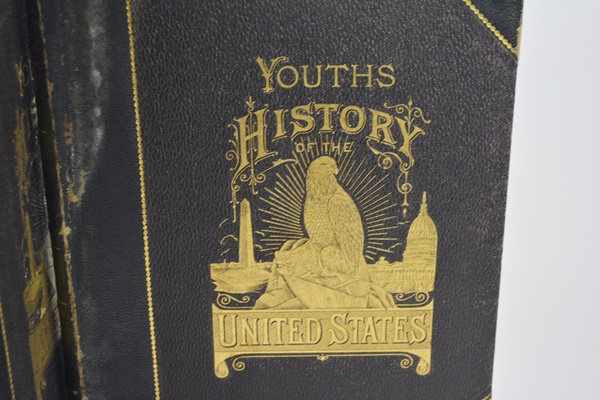 YOUTHS
HISTORY
OF THE
UNITED STATES